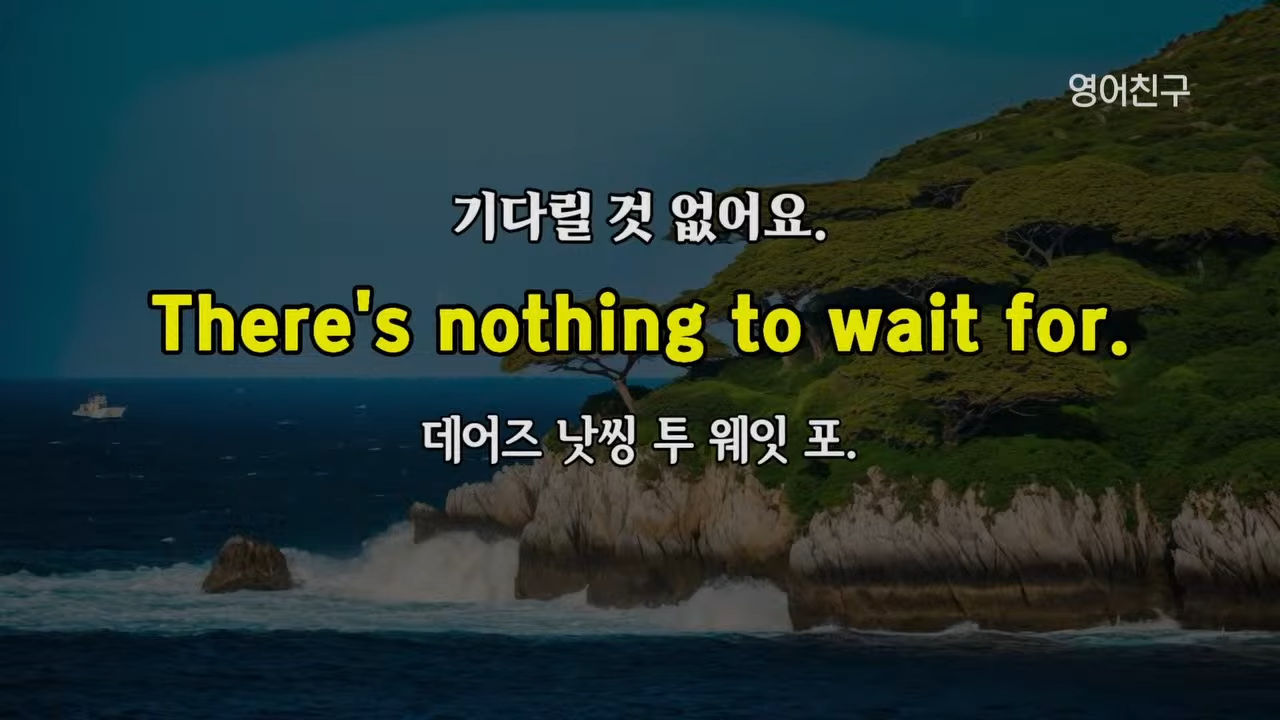 영어친구
기다릴 것 없어요.
There's nothing to wait for.
데어즈 낫씽 투 웨잇 포.